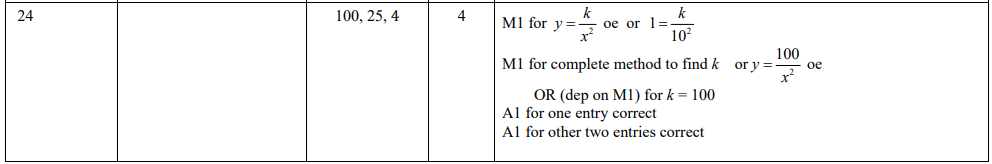 24 100, 25, 4 4 M1 for y = k/x² oe or 1 = k/10²
M1 for complete method to find k or y = 100/x² oe
OR (dep on M1) for k = 100
A1 for one entry correct
A1 for other two entries correct